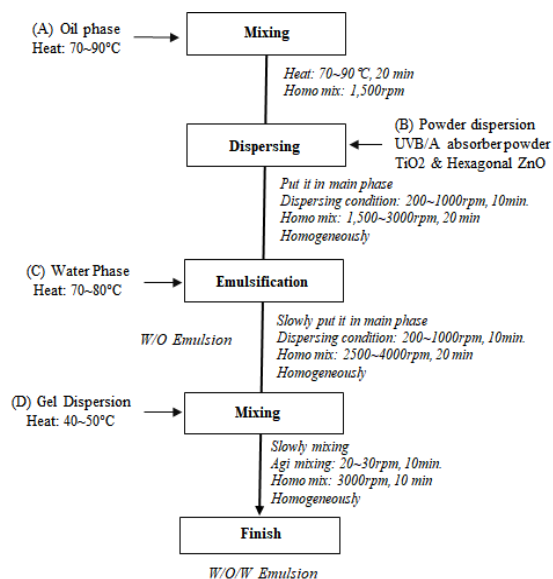 (A) Oil phase
Heat: 70~90°C
Mixing
Heat: 70~90℃, 20 min
Homo mix: 1,500rpm
Dispersing
(B) Powder dispersion
UVB/A absorber powder
TiO2 & Hexagonal ZnO
Put it in main phase
Dispersing condition: 200~1000rpm, 10min.
Homo mix: 1,500~3000rpm, 20 min
Homogeneously
(C) Water Phase
Heat: 70~80°C
Emulsification
W/O Emulsion
Slowly put it in main phase
Dispersing condition: 200~1000rpm, 10min.
Homo mix: 2500~4000rpm, 20 min
Homogeneously
(D) Gel Dispersion
Heat: 40~50°C
Mixing
Slowly mixing
Agi mixing: 20~30rpm, 10min.
Homo mix: 3000rpm, 10 min
Homogeneously
Finish
W/O/W Emulsion